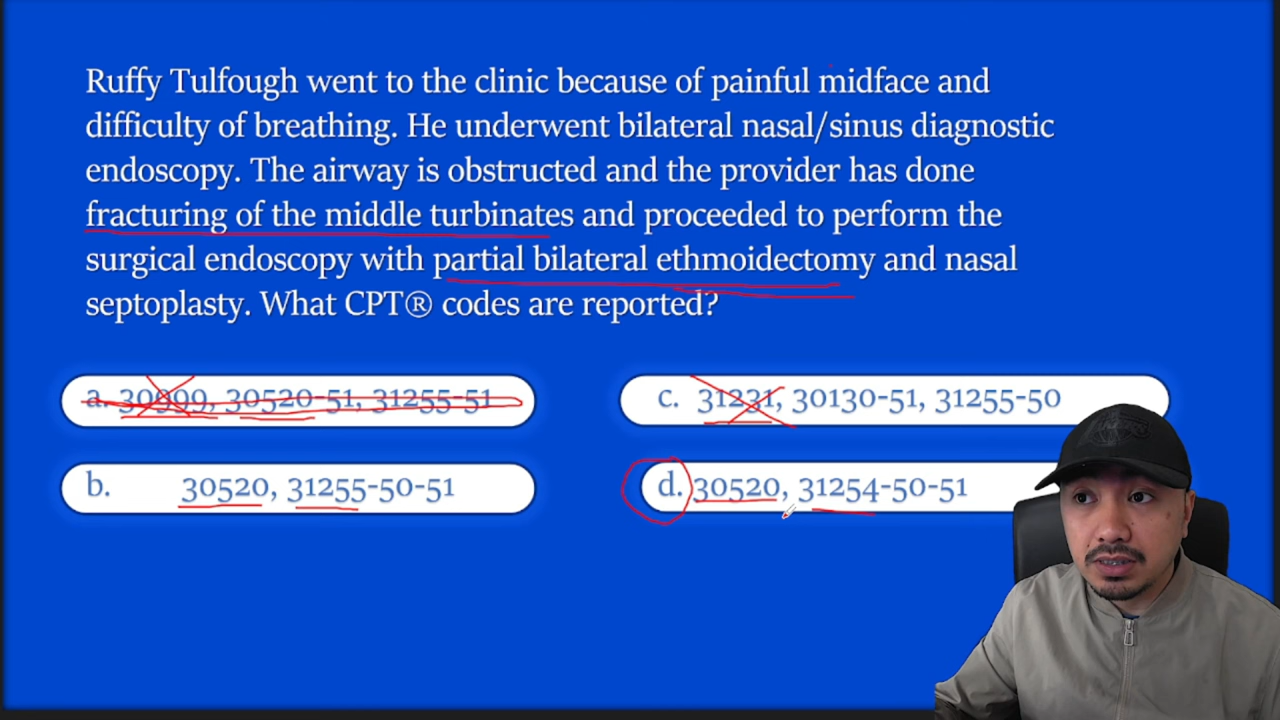 Ruffy Tulfough went to the clinic because of painful midface and
difficulty of breathing. He underwent bilateral nasal/sinus diagnostic
endoscopy. The airway is obstructed and the provider has done
fracturing of the middle turbinates and proceeded to perform the
surgical endoscopy with partial bilateral ethmoidectomy and nasal
septoplasty. What CPT® codes are reported?
a. 30999, 30520-51, 31255-51
b. 30520, 31255-50-51
c. 31231, 30130-51, 31255-50
d. 30520, 31254-50-51